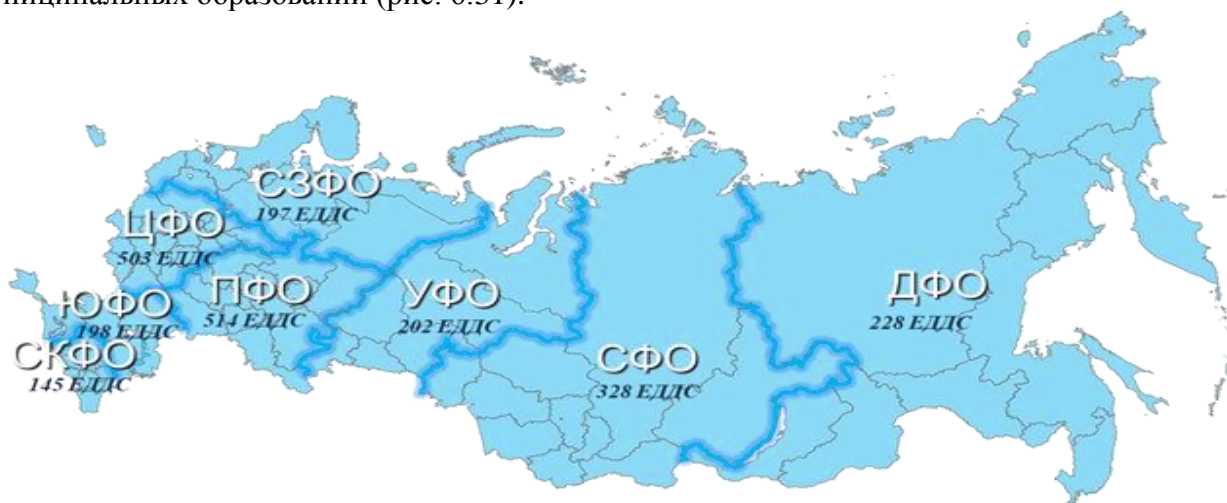 ниципальных образований (рис. 6.31).
СЗФО
197 ЕДДС
ЦФО
503 ЕДДС
ПФО
514 ЕДДС
УФО
202 ЕДДС
ДФО
228 ЕДДС
ЮФО
198 ЕДДС
СКФО
145 ЕДДС
СФО
328 ЕДДС